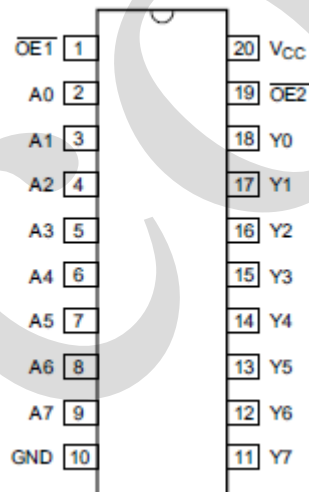 OE1 1 20 VCC
A0 2 19 OE2
A1 3 18 Y0
A2 4 17 Y1
A3 5 16 Y2
A4 6 15 Y3
A5 7 14 Y4
A6 8 13 Y5
A7 9 12 Y6
GND 10 11 Y7